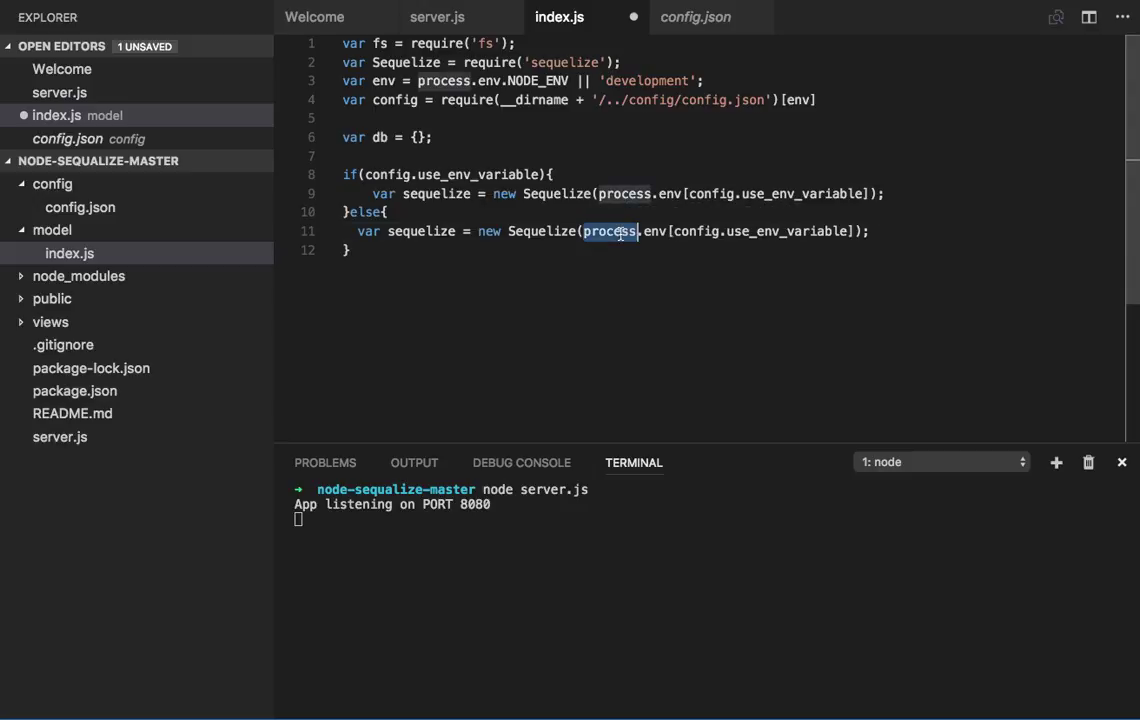 EXPLORER
OPEN EDITORS 1 UNSAVED
Welcome
server.js
index.js model
config.json config
NODE-SEQUALIZE-MASTER
config
config.json
model
index.js
node_modules
public
views
.gitignore
package-lock.json
package.json
README.md
server.js
Welcome server.js index.js config.json
1 var fs = require('fs');
2 var Sequelize = require('sequelize');
3 var env = process.env.NODE_ENV || 'development';
4 var config = require(__dirname + '/../config/config.json')[env]
5
6 var db = {};
7
8 if(config.use_env_variable){
9 var sequelize = new Sequelize(process.env[config.use_env_variable]);
10 }else{
11 var sequelize = new Sequelize(process.env[config.use_env_variable]);
12 }
PROBLEMS OUTPUT DEBUG CONSOLE TERMINAL 1: node
→ node-sequalize-master node server.js
App listening on PORT 8080